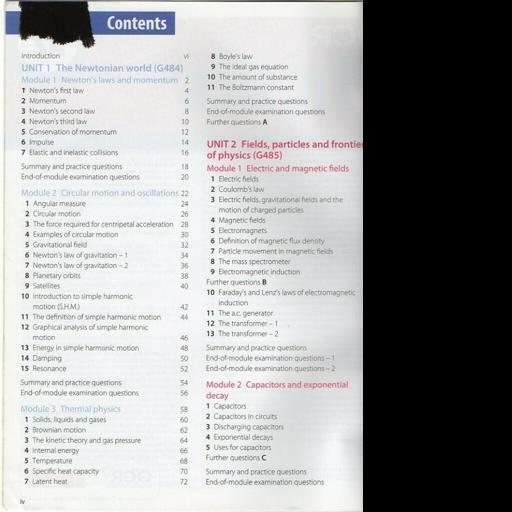 Contents
Introduction vi
UNIT 1 The Newtonian world (G484)
Module 1 Newton's laws and momentum 2
1 Newton's first law 4
2 Momentum 6
3 Newton's second law 8
4 Newton's third law 10
5 Conservation of momentum 12
6 Impulse 14
7 Elastic and inelastic collisions 16
Summary and practice questions 18
End-of-module examination questions 20
Module 2 Circular motion and oscillations 22
1 Angular measure 24
2 Circular motion 26
3 The force required for centripetal acceleration 28
4 Examples of circular motion 30
5 Gravitational field 32
6 Newton's law of gravitation – 1 34
7 Newton's law of gravitation – 2 36
8 Planetary orbits 38
9 Satellites 40
10 Introduction to simple harmonic
motion (S.H.M.) 42
11 The definition of simple harmonic motion 44
12 Graphical analysis of simple harmonic
motion 46
13 Energy in simple harmonic motion 48
14 Damping 50
15 Resonance 52
Summary and practice questions 54
End-of-module examination questions 56
Module 3 Thermal physics 58
1 Solids, liquids and gases 60
2 Brownian motion 62
3 The kinetic theory and gas pressure 64
4 Internal energy 66
5 Temperature 68
6 Specific heat capacity 70
7 Latent heat 72
8 Boyle's law
9 The ideal gas equation
10 The amount of substance
11 The Boltzmann constant
Summary and practice questions
End-of-module examination questions
Further questions A
UNIT 2 Fields, particles and frontier
of physics (G485)
Module 1 Electric and magnetic fields
1 Electric fields
2 Coulomb's law
3 Electric fields, gravitational fields and the
motion of charged particles
4 Magnetic fields
5 Electromagnets
6 Definition of magnetic flux density
7 Particle movement in magnetic fields
8 The mass spectrometer
9 Electromagnetic induction
Further questions B
10 Faraday's and Lenz's laws of electromagnetic
induction
11 The a.c. generator
12 The transformer – 1
13 The transformer – 2
Summary and practice questions
End-of-module examination questions – 1
End-of-module examination questions – 2
Module 2 Capacitors and exponential
decay
1 Capacitors
2 Capacitors in circuits
3 Discharging capacitors
4 Exponential decays
5 Uses for capacitors
Further questions C
Summary and practice questions
End-of-module examination questions
iv